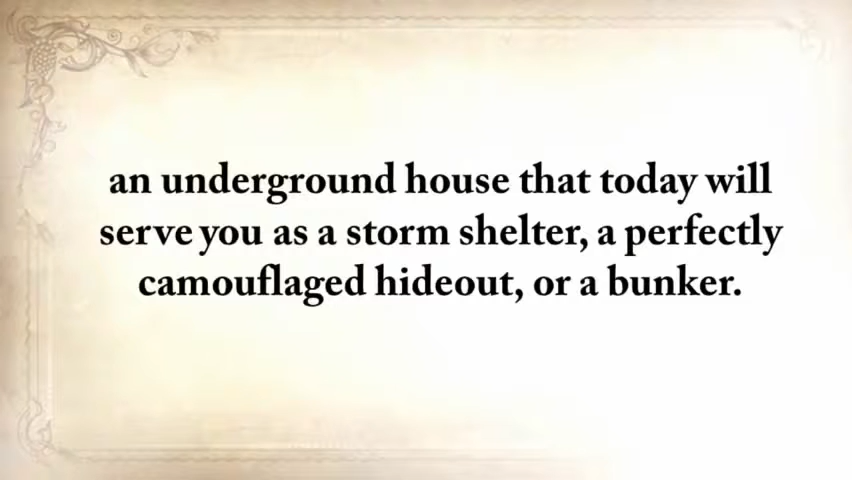 an underground house that today will
serve you as a storm shelter, a perfectly
camouflaged hideout, or a bunker.